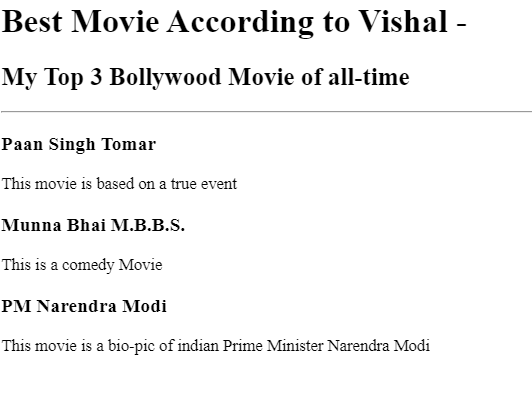 Best Movie According to Vishal -
My Top 3 Bollywood Movie of all-time
Paan Singh Tomar
This movie is based on a true event
Munna Bhai M.B.B.S.
This is a comedy Movie
PM Narendra Modi
This movie is a bio-pic of indian Prime Minister Narendra Modi